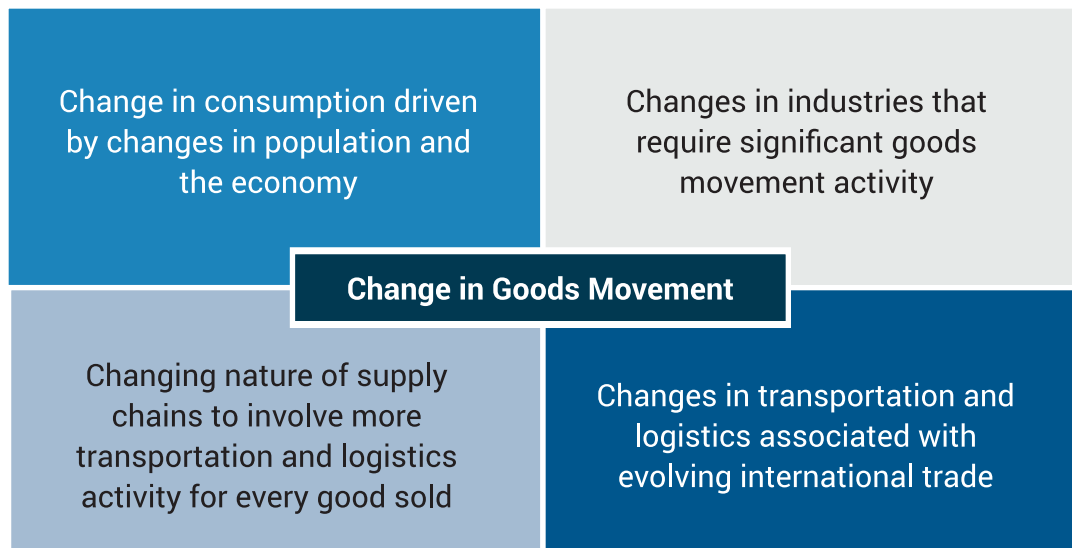 Change in consumption driven
by changes in population and
the economy
Changes in industries that
require significant goods
movement activity
Change in Goods Movement
Changing nature of supply
chains to involve more
transportation and logistics
activity for every good sold
Changes in transportation and
logistics associated with
evolving international trade